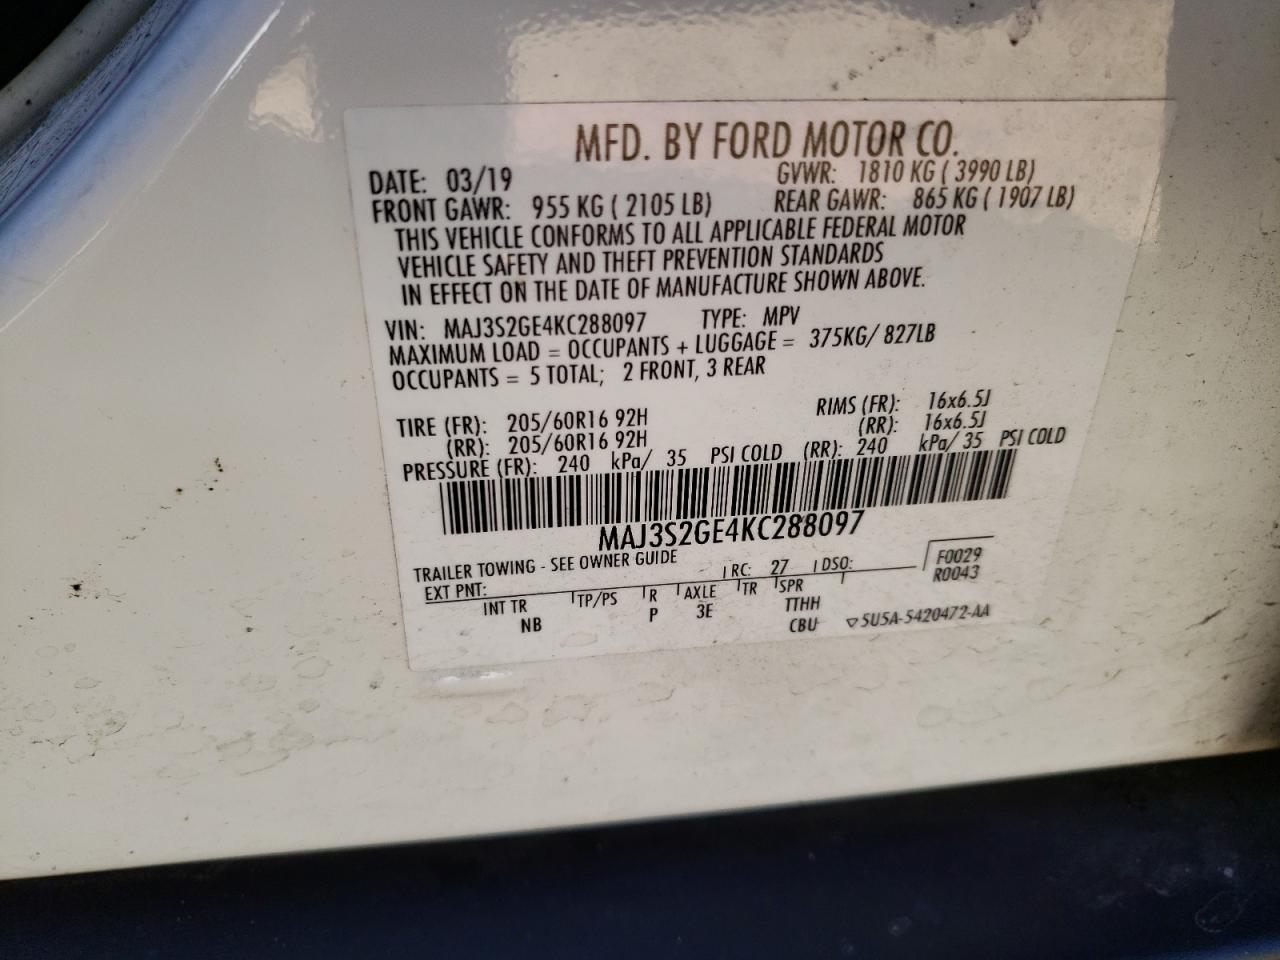 MFD. BY FORD MOTOR CO.
DATE: 03/19 GVWR: 1810 KG ( 3990 LB)
FRONT GAWR: 955 KG ( 2105 LB) REAR GAWR: 865 KG ( 1907 LB)
THIS VEHICLE CONFORMS TO ALL APPLICABLE FEDERAL MOTOR
VEHICLE SAFETY AND THEFT PREVENTION STANDARDS
IN EFFECT ON THE DATE OF MANUFACTURE SHOWN ABOVE.
VIN: MAJ3S2GE4KC288097 TYPE: MPV
MAXIMUM LOAD = OCCUPANTS + LUGGAGE = 375KG/ 827LB
OCCUPANTS = 5 TOTAL; 2 FRONT, 3 REAR
TIRE (FR): 205/60R16 92H RIMS (FR): 16x6.5J
(RR): 205/60R16 92H (RR): 16x6.5J
PRESSURE (FR): 240 kPa/ 35 PSI COLD (RR): 240 kPa/ 35 PSI COLD
MAJ3S2GE4KC288097
TRAILER TOWING - SEE OWNER GUIDE
EXT PNT: RC: 27 DSO: F0029
R0043
INT TR TP/PS R AXLE TR SPR
NB P 3E TTHH
CBU ▽5U5A-5420472-AA